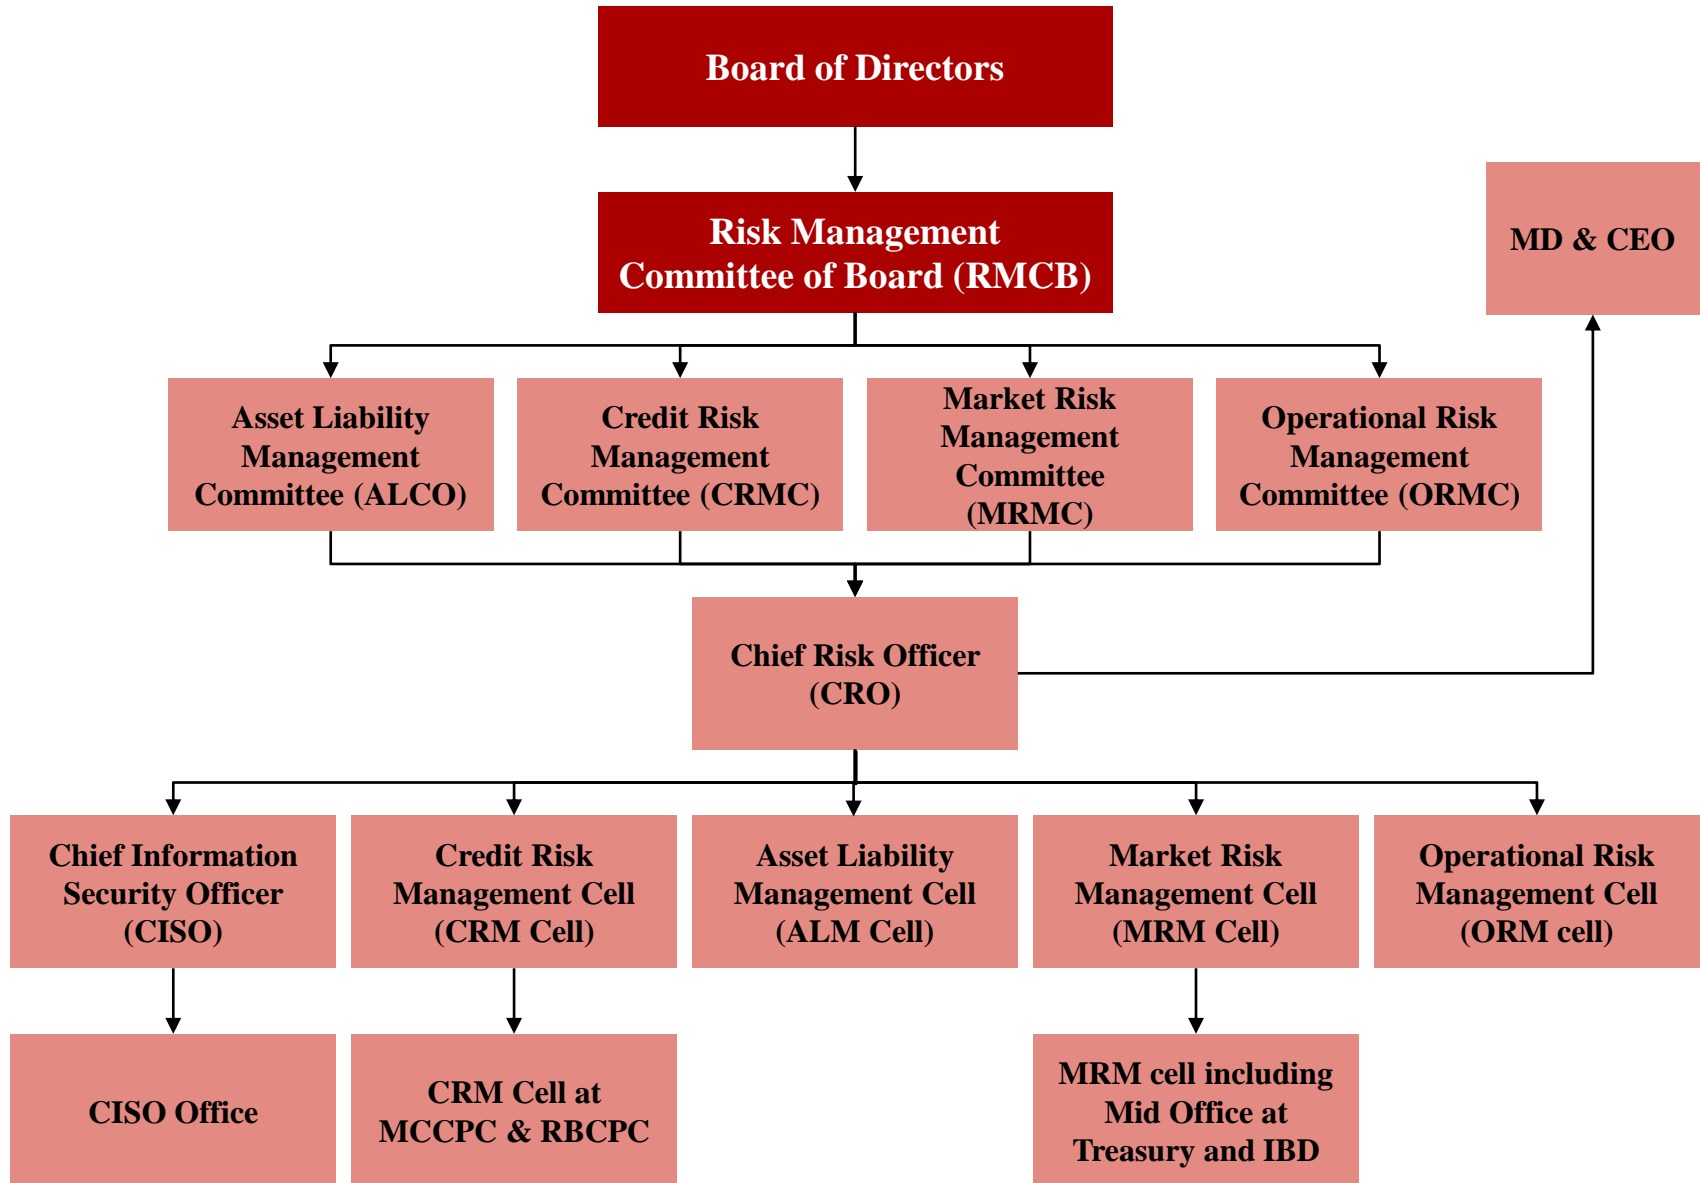 Board of Directors
Risk Management
Committee of Board (RMCB)
MD & CEO
Asset Liability
Management
Committee (ALCO)
Credit Risk
Management
Committee (CRMC)
Market Risk
Management
Committee
(MRMC)
Operational Risk
Management
Committee (ORMC)
Chief Risk Officer
(CRO)
Chief Information
Security Officer
(CISO)
Credit Risk
Management Cell
(CRM Cell)
Asset Liability
Management Cell
(ALM Cell)
Market Risk
Management Cell
(MRM Cell)
Operational Risk
Management Cell
(ORM cell)
CISO Office
CRM Cell at
MCCPC & RBCPC
MRM cell including
Mid Office at
Treasury and IBD